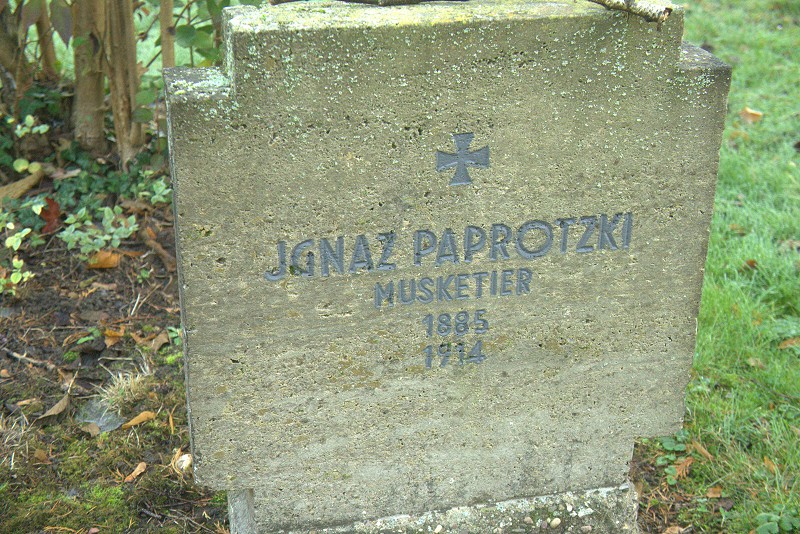 JGNAZ PAPROTZKI
MUSKETIER
1885
1914